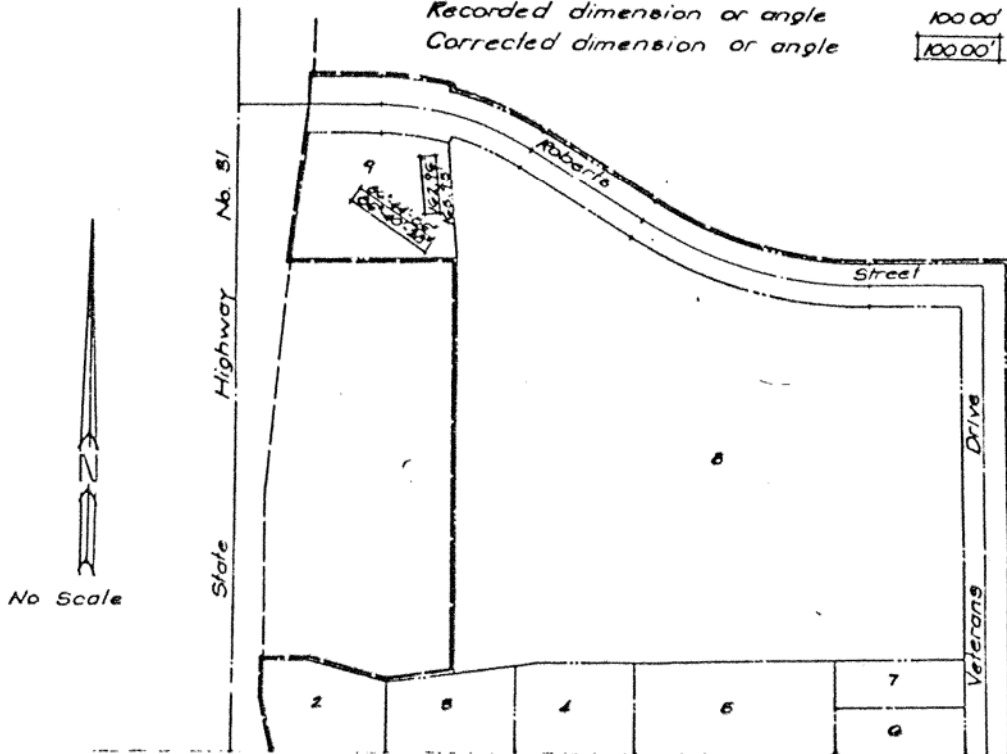 Recorded dimension or angle 100.00'
Corrected dimension or angle 100.00'
State Highway No. 31
9
Roberts
Street
8
Veterans Drive
No Scale
N
2
3
4
5
7